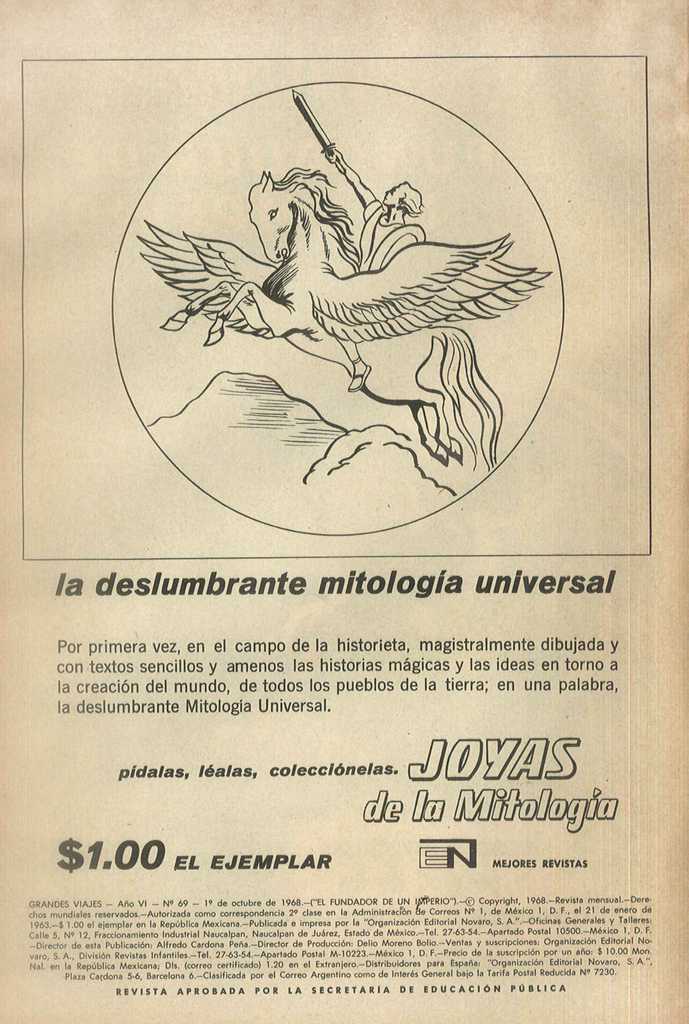 la deslumbrante mitología universal
Por primera vez, en el campo de la historieta, magistralmente dibujada y
con textos sencillos y amenos las historias mágicas y las ideas en torno a
la creación del mundo, de todos los pueblos de la tierra; en una palabra,
la deslumbrante Mitología Universal.
pídalas, léalas, colecciónelas. JOYAS
de la Mitología
$1.00 EL EJEMPLAR
EN MEJORES REVISTAS
GRANDES VIAJES — Año VI — Nº 69 — 1º de octubre de 1968.—("EL FUNDADOR DE UN IMPERIO").—© Copyright, 1968.—Revista mensual.—Dere-
chos mundiales reservados.—Autorizada como correspondencia 2ª clase en la Administración de Correos Nº 1, de México 1, D. F., el 21 de enero de
1963.—$ 1.00 el ejemplar en la República Mexicana.—Publicada e impresa por la "Organización Editorial Novaro, S. A.".—Oficinas Generales y Talleres:
Calle 5, Nº 12, Fraccionamiento Industrial Naucalpan, Naucalpan de Juárez, Estado de México.—Tel. 27-63-54.—Apartado Postal 10500.—México 1, D. F.
—Director de esta Publicación: Alfredo Cardona Peña.—Director de Producción: Delio Moreno Bolio.—Ventas y suscripciones: Organización Editorial No-
varo, S. A., División Revistas Infantiles.—Tel. 27-63-54.—Apartado Postal M-10223.—México 1, D. F.—Precio de la suscripción por un año: $ 10.00 Mon.
Nal. en la República Mexicana; Dls. (correo certificado) 1.20 en el Extranjero.—Distribuidores para España: "Organización Editorial Novaro, S. A.",
Plaza Cardona 5-6, Barcelona 6.—Clasificada por el Correo Argentino como de Interés General bajo la Tarifa Postal Reducida Nº 7230.
REVISTA APROBADA POR LA SECRETARÍA DE EDUCACIÓN PÚBLICA